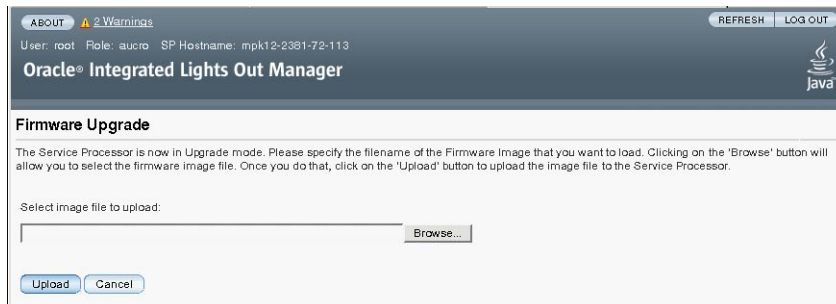 ABOUT 2 Warnings REFRESH LOG OUT
User: root Role: aucro SP Hostname: mpk12-2381-72-113
Oracle® Integrated Lights Out Manager
Java
Firmware Upgrade
The Service Processor is now in Upgrade mode. Please specify the filename of the Firmware Image that you want to load. Clicking on the 'Browse' button will
allow you to select the firmware image file. Once you do that, click on the 'Upload' button to upload the image file to the Service Processor.
Select image file to upload:
Browse...
Upload Cancel